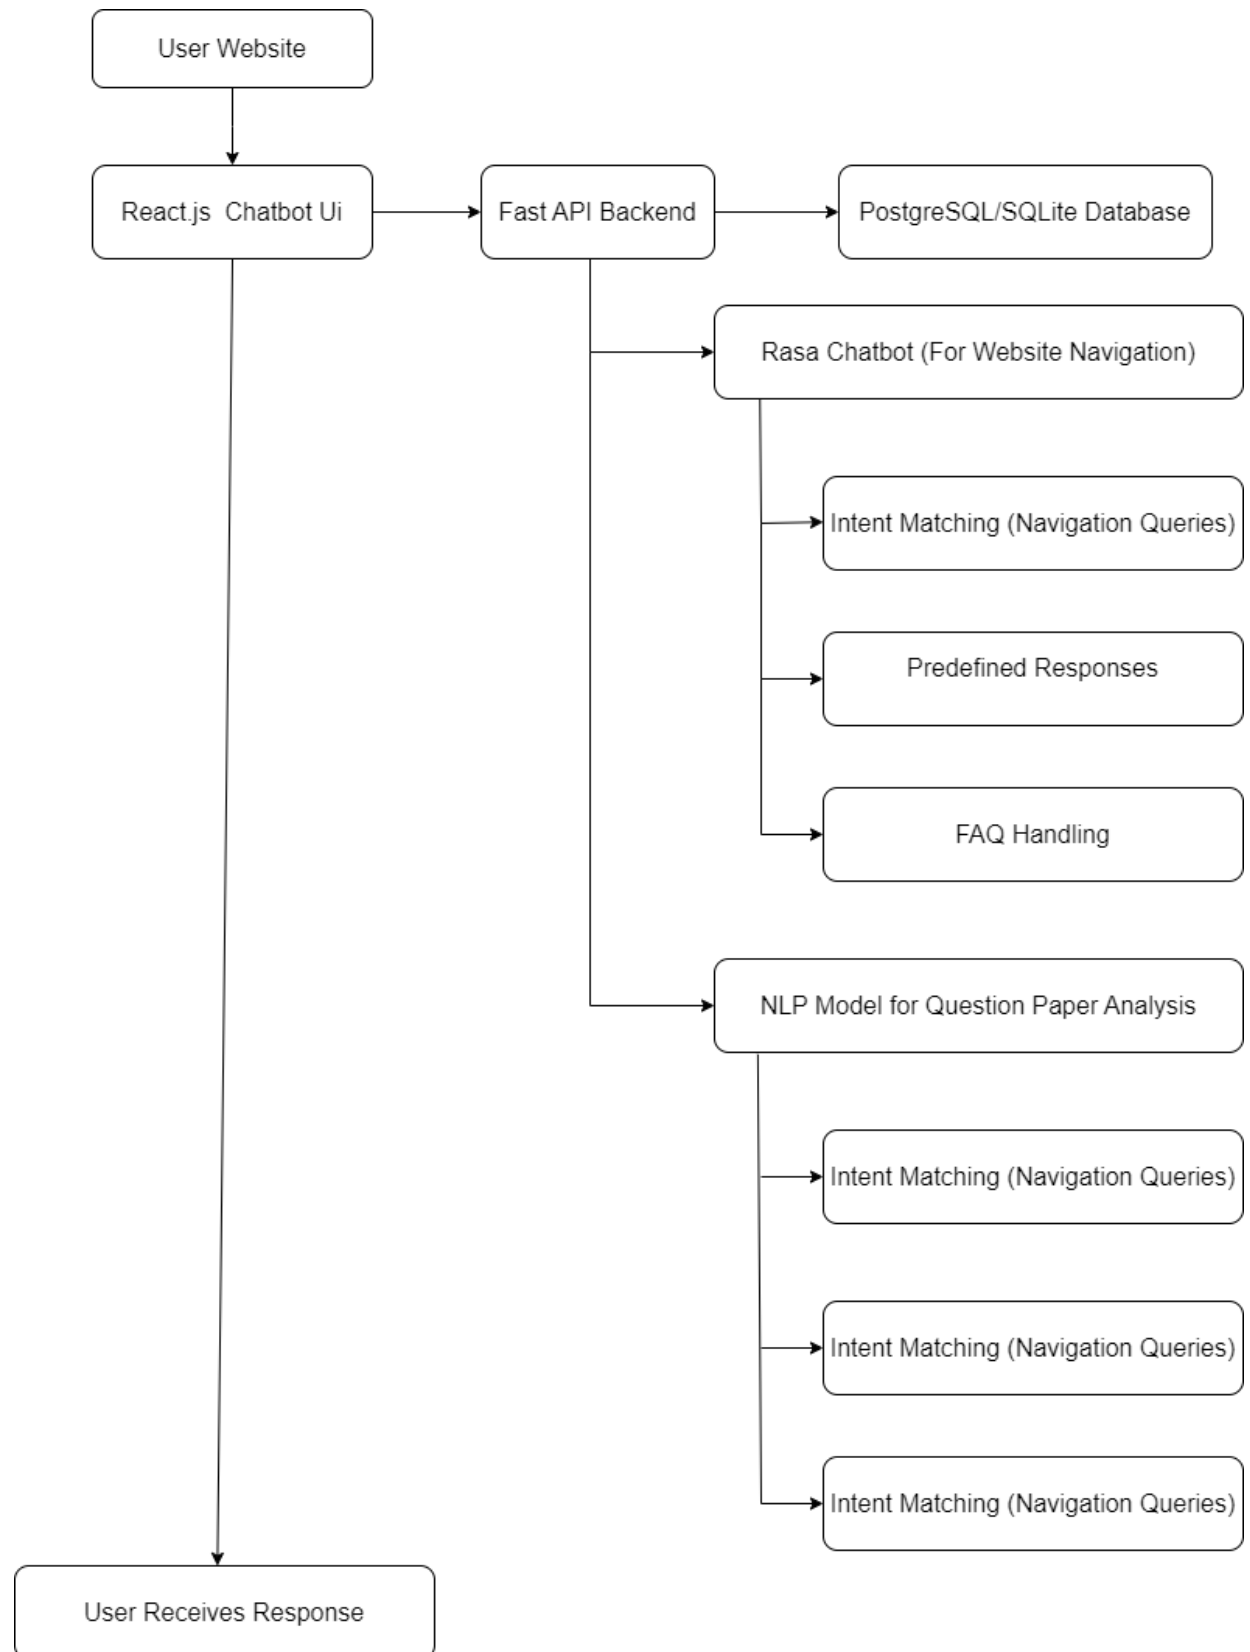 User Website
React.js Chatbot Ui
Fast API Backend
PostgreSQL/SQLite Database
Rasa Chatbot (For Website Navigation)
Intent Matching (Navigation Queries)
Predefined Responses
FAQ Handling
NLP Model for Question Paper Analysis
Intent Matching (Navigation Queries)
Intent Matching (Navigation Queries)
Intent Matching (Navigation Queries)
User Receives Response